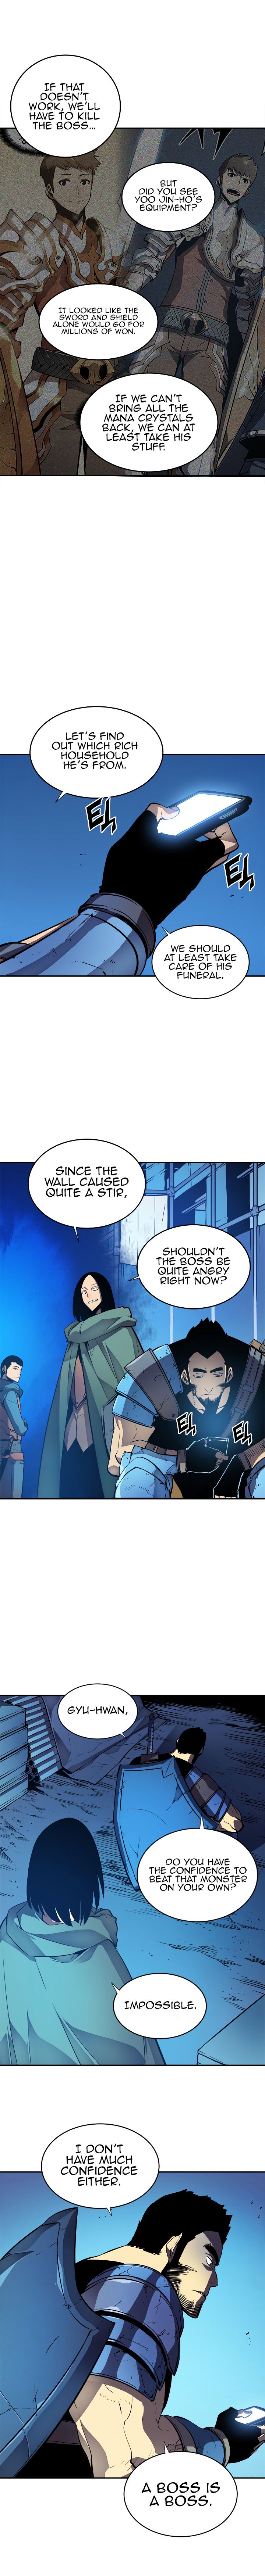 IF THAT
DOESN'T
WORK, WE'LL
HAVE TO KILL
THE BOSS...
BUT
DID YOU SEE
YOO JIN-HO'S
EQUIPMENT?
IT LOOKED LIKE THE
SWORD AND SHIELD
ALONE WOULD GO FOR
MILLIONS OF WON.
IF WE CAN'T
BRING ALL THE
MANA CRYSTALS
BACK, WE CAN AT
LEAST TAKE HIS
STUFF.
LET'S FIND
OUT WHICH RICH
HOUSEHOLD
HE'S FROM.
탁
탁
WE SHOULD
AT LEAST TAKE
CARE OF HIS
FUNERAL.
SINCE THE
WALL CAUSED
QUITE A STIR,
SHOULDN'T
THE BOSS BE
QUITE ANGRY
RIGHT NOW?
탁
탁
GYU-HWAN,
DO YOU HAVE
THE CONFIDENCE TO
BEAT THAT MONSTER
ON YOUR OWN?
IMPOSSIBLE.
I DON'T
HAVE MUCH
CONFIDENCE
EITHER.
A BOSS IS
A BOSS.